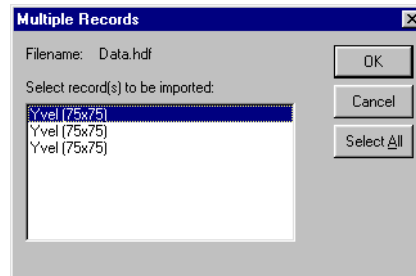 Multiple Records
Filename: Data.hdf
OK
Select record(s) to be imported:
Cancel
Yvel (75x75)
Yvel (75x75)
Yvel (75x75)
Select All